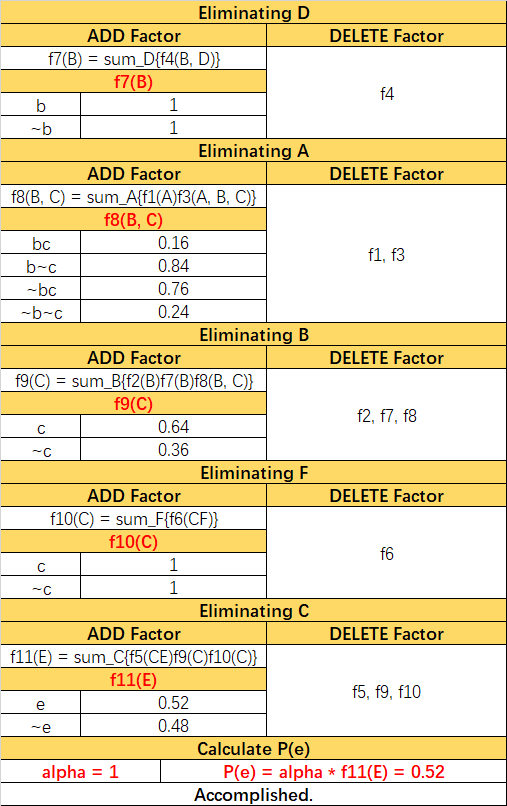 Eliminating D
ADD Factor DELETE Factor
f7(B) = sum_D{f4(B, D)}
f7(B)
f4
b 1
~b 1
Eliminating A
ADD Factor DELETE Factor
f8(B, C) = sum_A{f1(A)f3(A, B, C)}
f8(B, C)
bc 0.16
f1, f3
b~c 0.84
~bc 0.76
~b~c 0.24
Eliminating B
ADD Factor DELETE Factor
f9(C) = sum_B{f2(B)f7(B)f8(B, C)}
f9(C)
f2, f7, f8
c 0.64
~c 0.36
Eliminating F
ADD Factor DELETE Factor
f10(C) = sum_F{f6(CF)}
f10(C)
f6
c 1
~c 1
Eliminating C
ADD Factor DELETE Factor
f11(E) = sum_C{f5(CE)f9(C)f10(C)}
f11(E)
f5, f9, f10
e 0.52
~e 0.48
Calculate P(e)
alpha = 1 P(e) = alpha * f11(E) = 0.52
Accomplished.